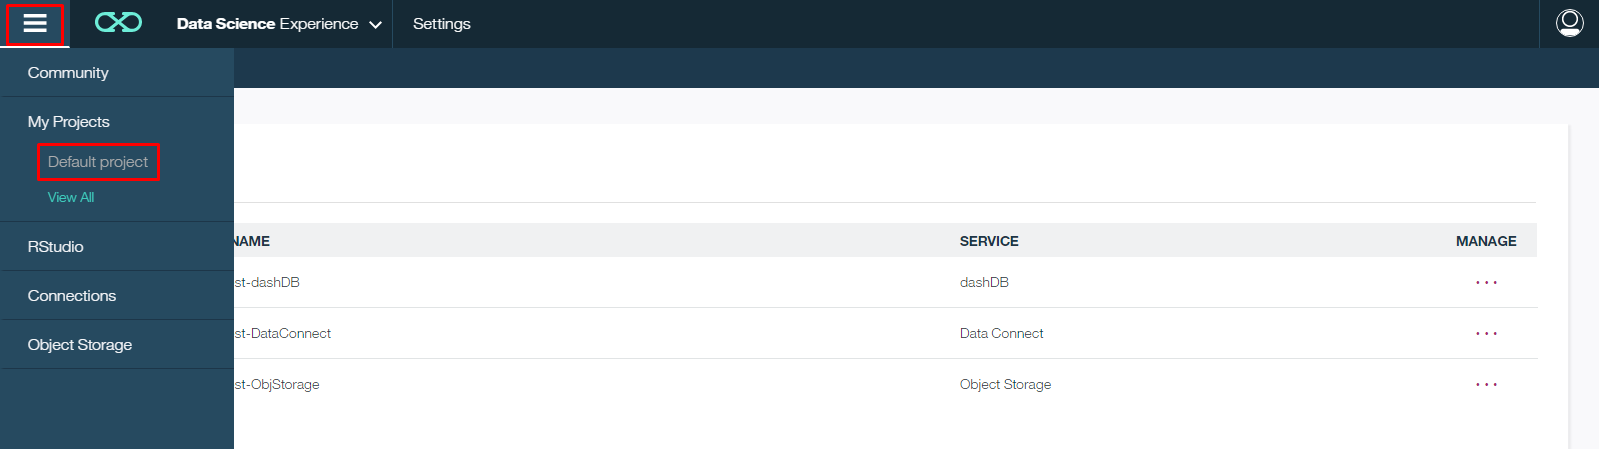 Data Science Experience Settings
Community
My Projects
Default project
View All
RStudio
Connections
Object Storage
NAME SERVICE MANAGE
st-dashDB dashDB
st-DataConnect Data Connect
st-ObjStorage Object Storage